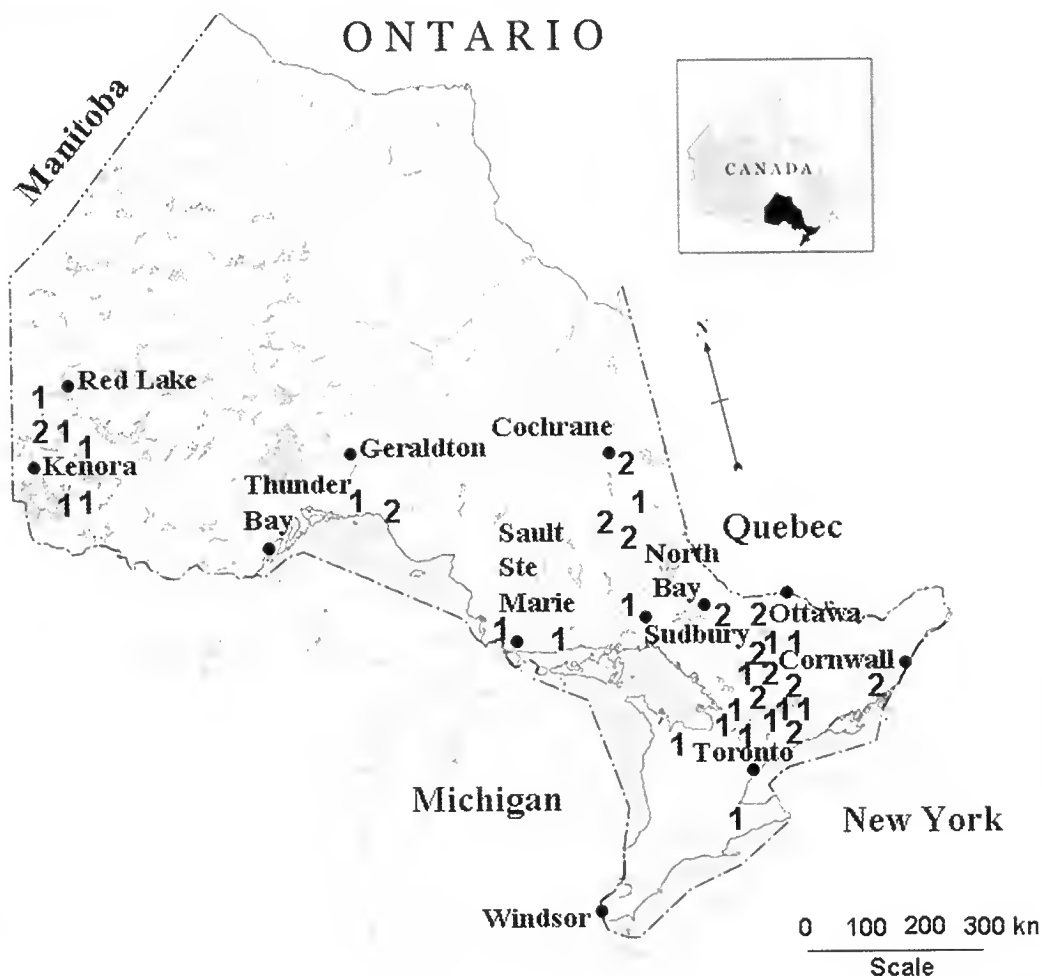 ONTARIO
Manitoba
CANADA
N
1 Red Lake
2 1 1
Kenora
1 1
Geraldton
Cochrane
2
Thunder
Bay
1 2
1
2 2
Sault
Ste
Marie
1 1
North
Bay
Quebec
1
Sudbury
2 2 Ottawa
1 1
2 Cornwall
1 2 2
2 2
1 1 1
1 1 1 2
1
Toronto
Michigan
1
New York
Windsor
0 100 200 300 kn
Scale